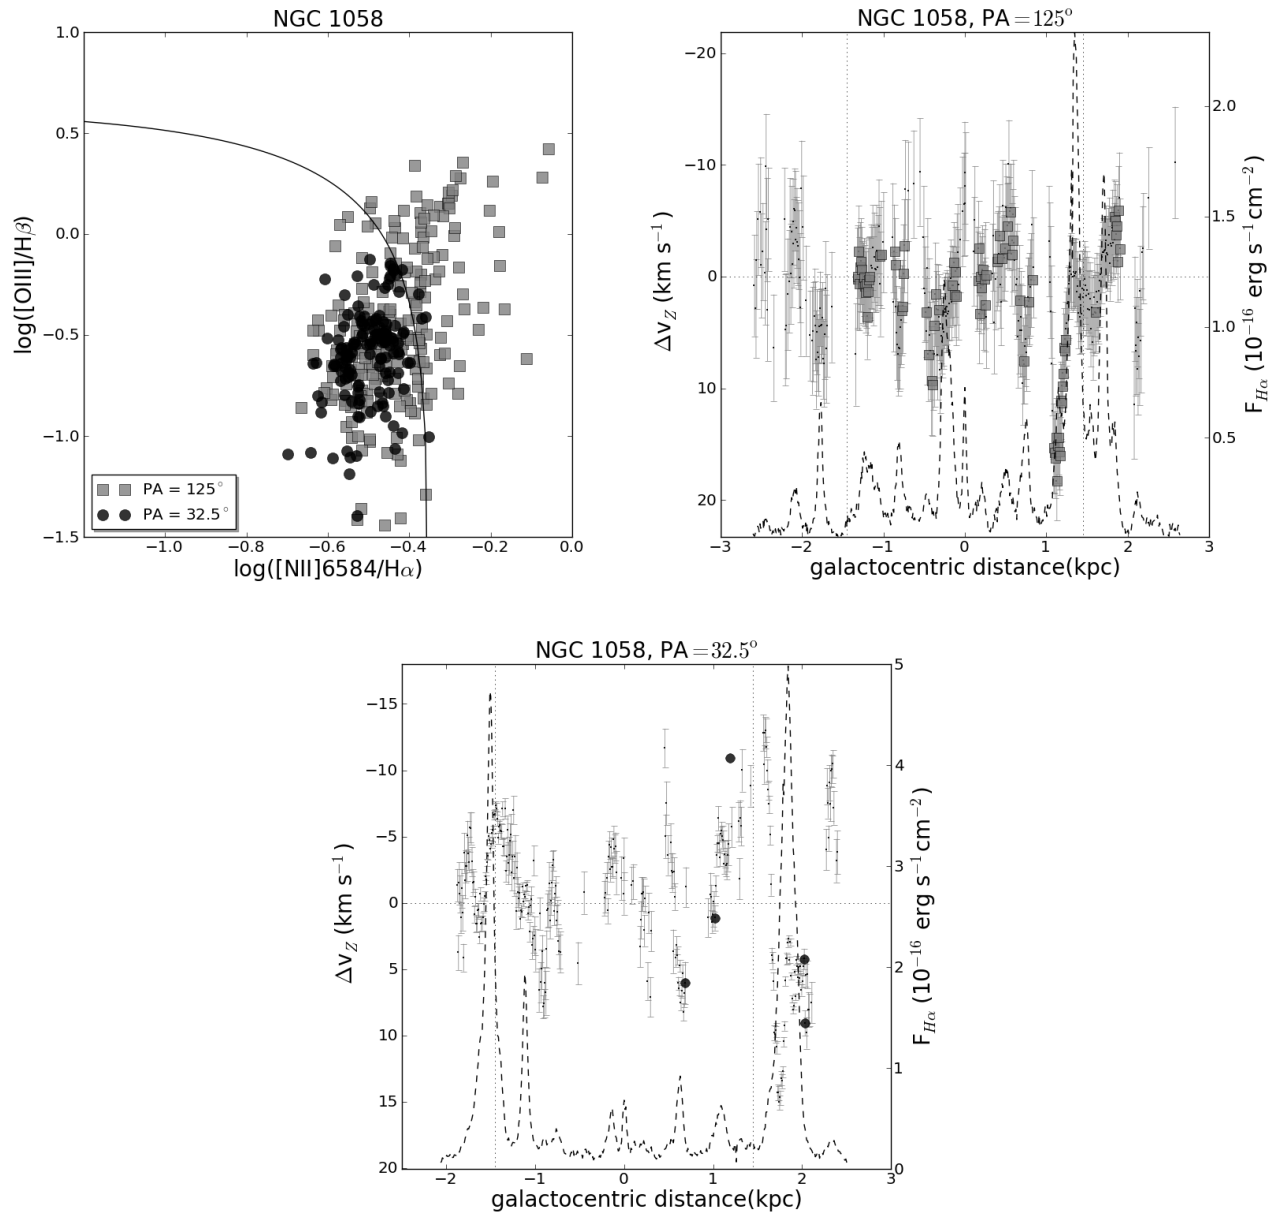 NGC 1058
1.0
0.5
0.0
−0.5
−1.0
−1.5
−1.0 −0.8 −0.6 −0.4 −0.2 0.0
log([OIII]/Hβ)
log([NII]6584/Hα)
PA = 125°
PA = 32.5°
NGC 1058, PA = 125°
−20
−10
0
10
20
−3 −2 −1 0 1 2 3
2.0
1.5
1.0
0.5
Δv_Z (km s⁻¹)
F_Hα (10⁻¹⁶ erg s⁻¹ cm⁻²)
galactocentric distance(kpc)
NGC 1058, PA = 32.5°
−15
−10
−5
0
5
10
15
20
−2 −1 0 1 2 3
5
4
3
2
1
0
Δv_Z (km s⁻¹)
F_Hα (10⁻¹⁶ erg s⁻¹ cm⁻²)
galactocentric distance(kpc)